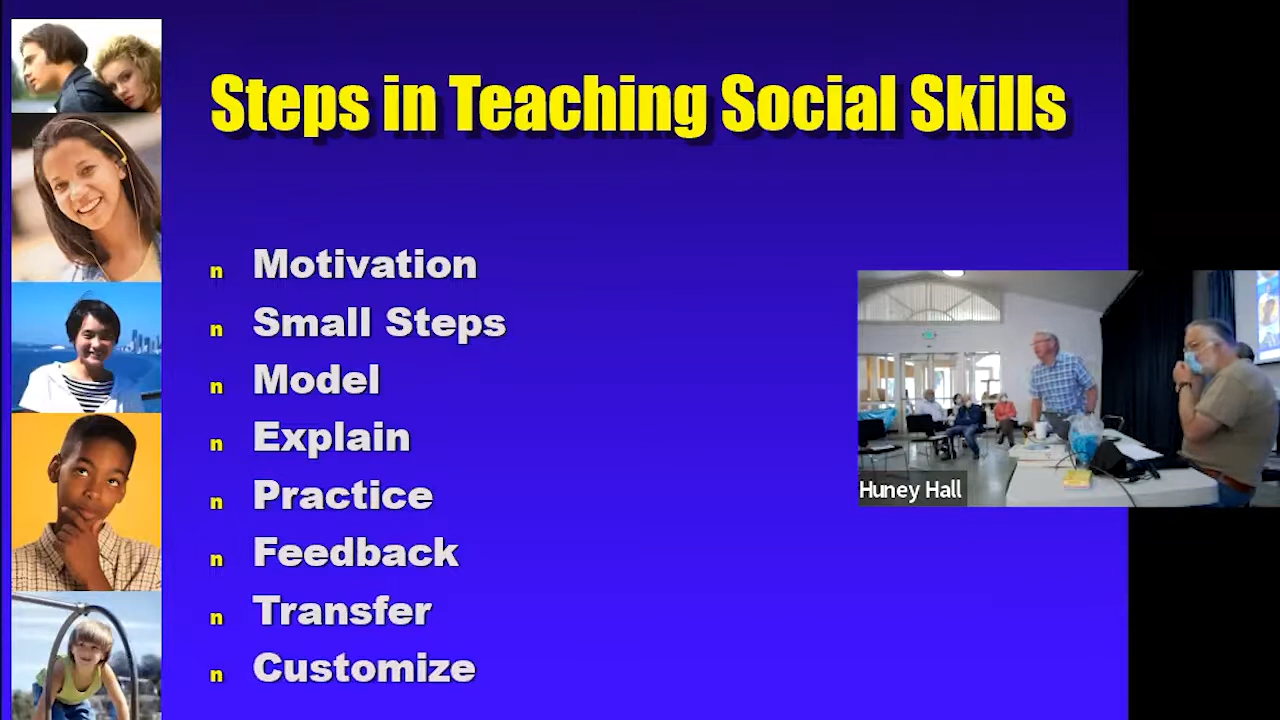 Steps in Teaching Social Skills
n Motivation
n Small Steps
n Model
n Explain
n Practice
n Feedback
n Transfer
n Customize
Huney Hall